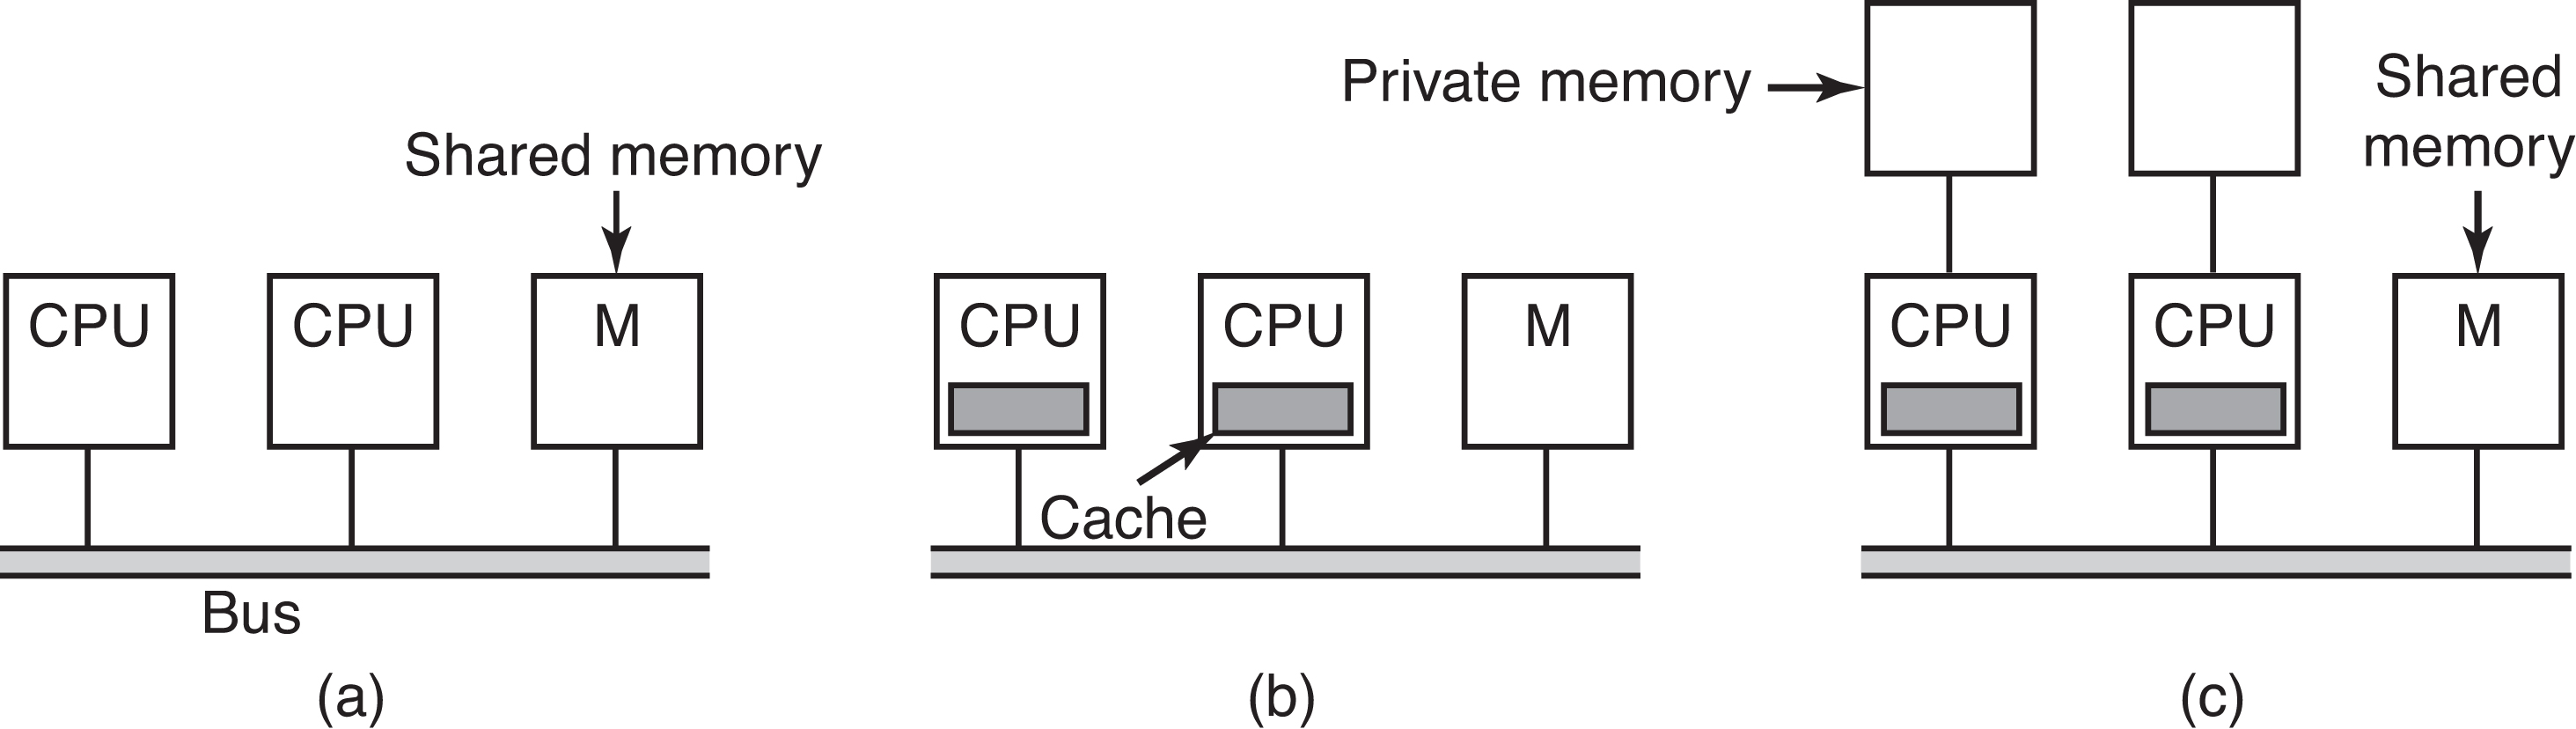 Shared memory
CPU
CPU
M
Bus
(a)
CPU
CPU
M
Cache
(b)
Private memory
Shared
memory
CPU
CPU
M
(c)